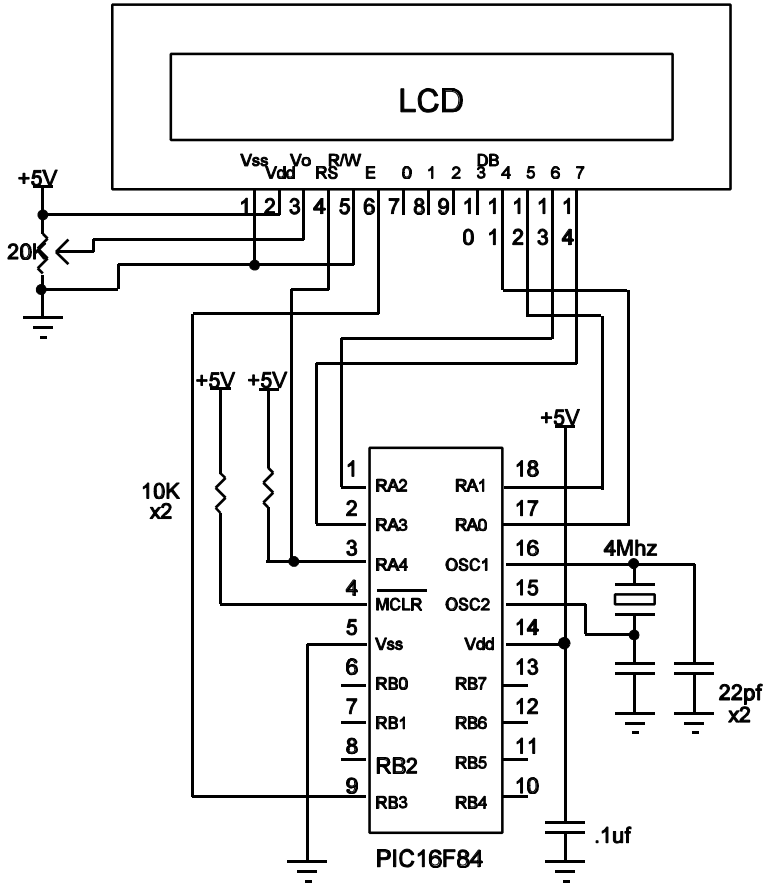 LCD
Vss Vo R/W DB
Vdd RS E 0 1 2 3 4 5 6 7
+5V
1 2 3 4 5 6 7 8 9 1 1 1 1 1
0 1 2 3 4
20K
+5V +5V
+5V
1 RA2 RA1 18
10K
x2
2 RA3 RA0 17
3 RA4 OSC1 16
4Mhz
4 MCLR OSC2 15
5 Vss Vdd 14
6 RB0 RB7 13
22pf
x2
7 RB1 RB6 12
8 RB2 RB5 11
9 RB3 RB4 10
.1uf
PIC16F84